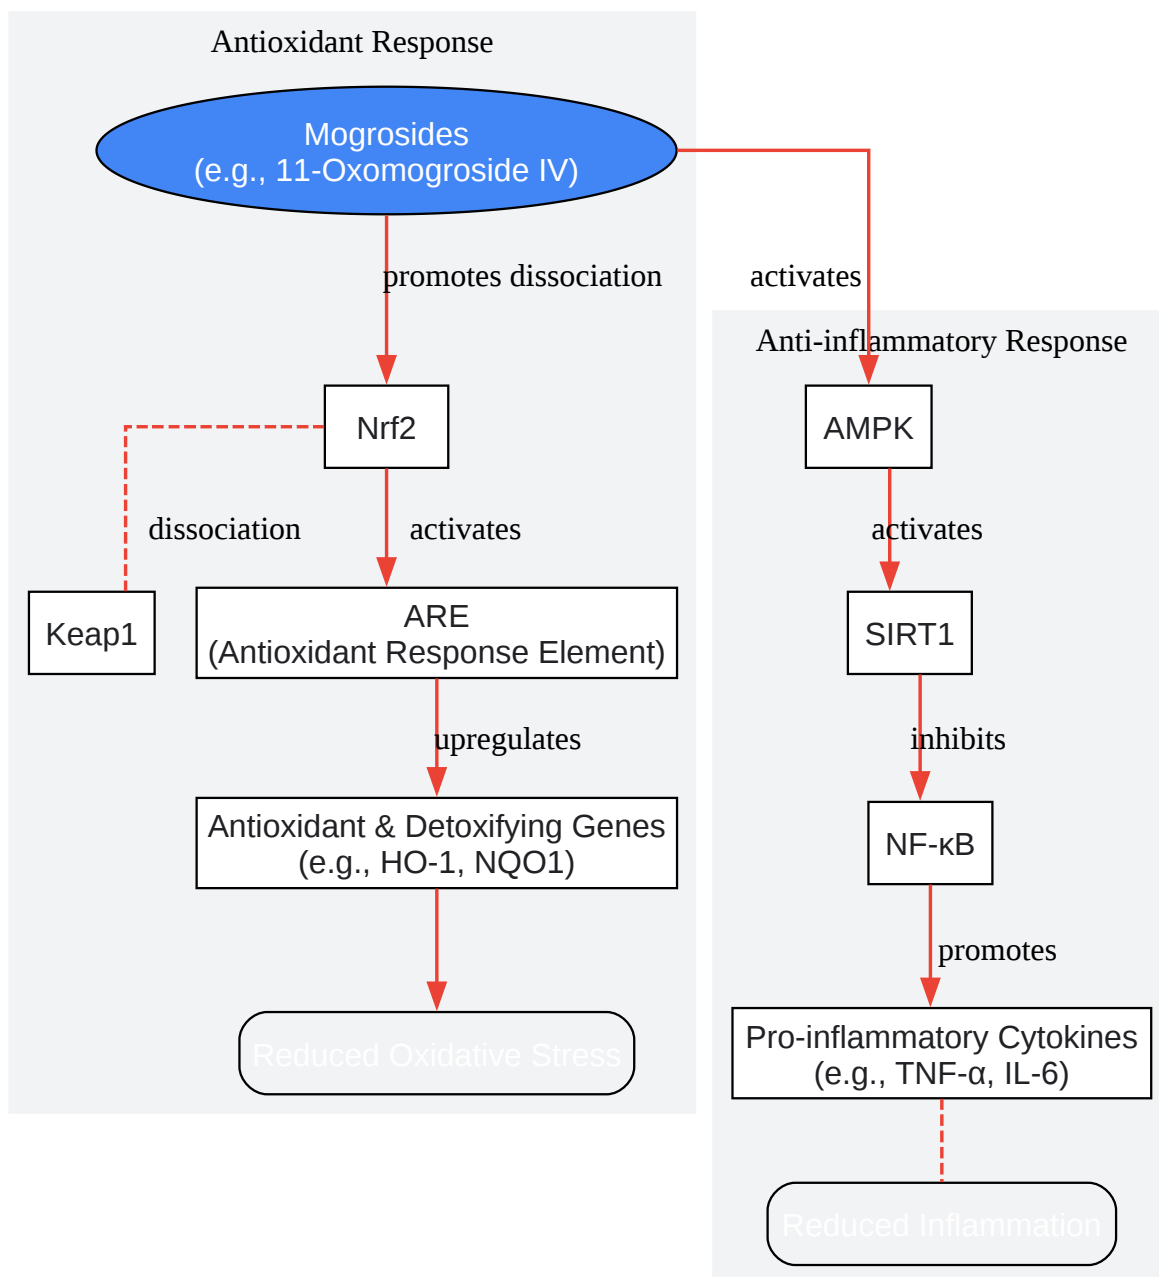 Antioxidant Response
Mogrosides
(e.g., 11-Oxomogroside IV)
promotes dissociation
activates
Anti-inflammatory Response
Nrf2
AMPK
dissociation
activates
activates
Keap1
ARE
(Antioxidant Response Element)
SIRT1
upregulates
inhibits
Antioxidant & Detoxifying Genes
(e.g., HO-1, NQO1)
NF-κB
promotes
Reduced Oxidative Stress
Pro-inflammatory Cytokines
(e.g., TNF-α, IL-6)
Reduced Inflammation